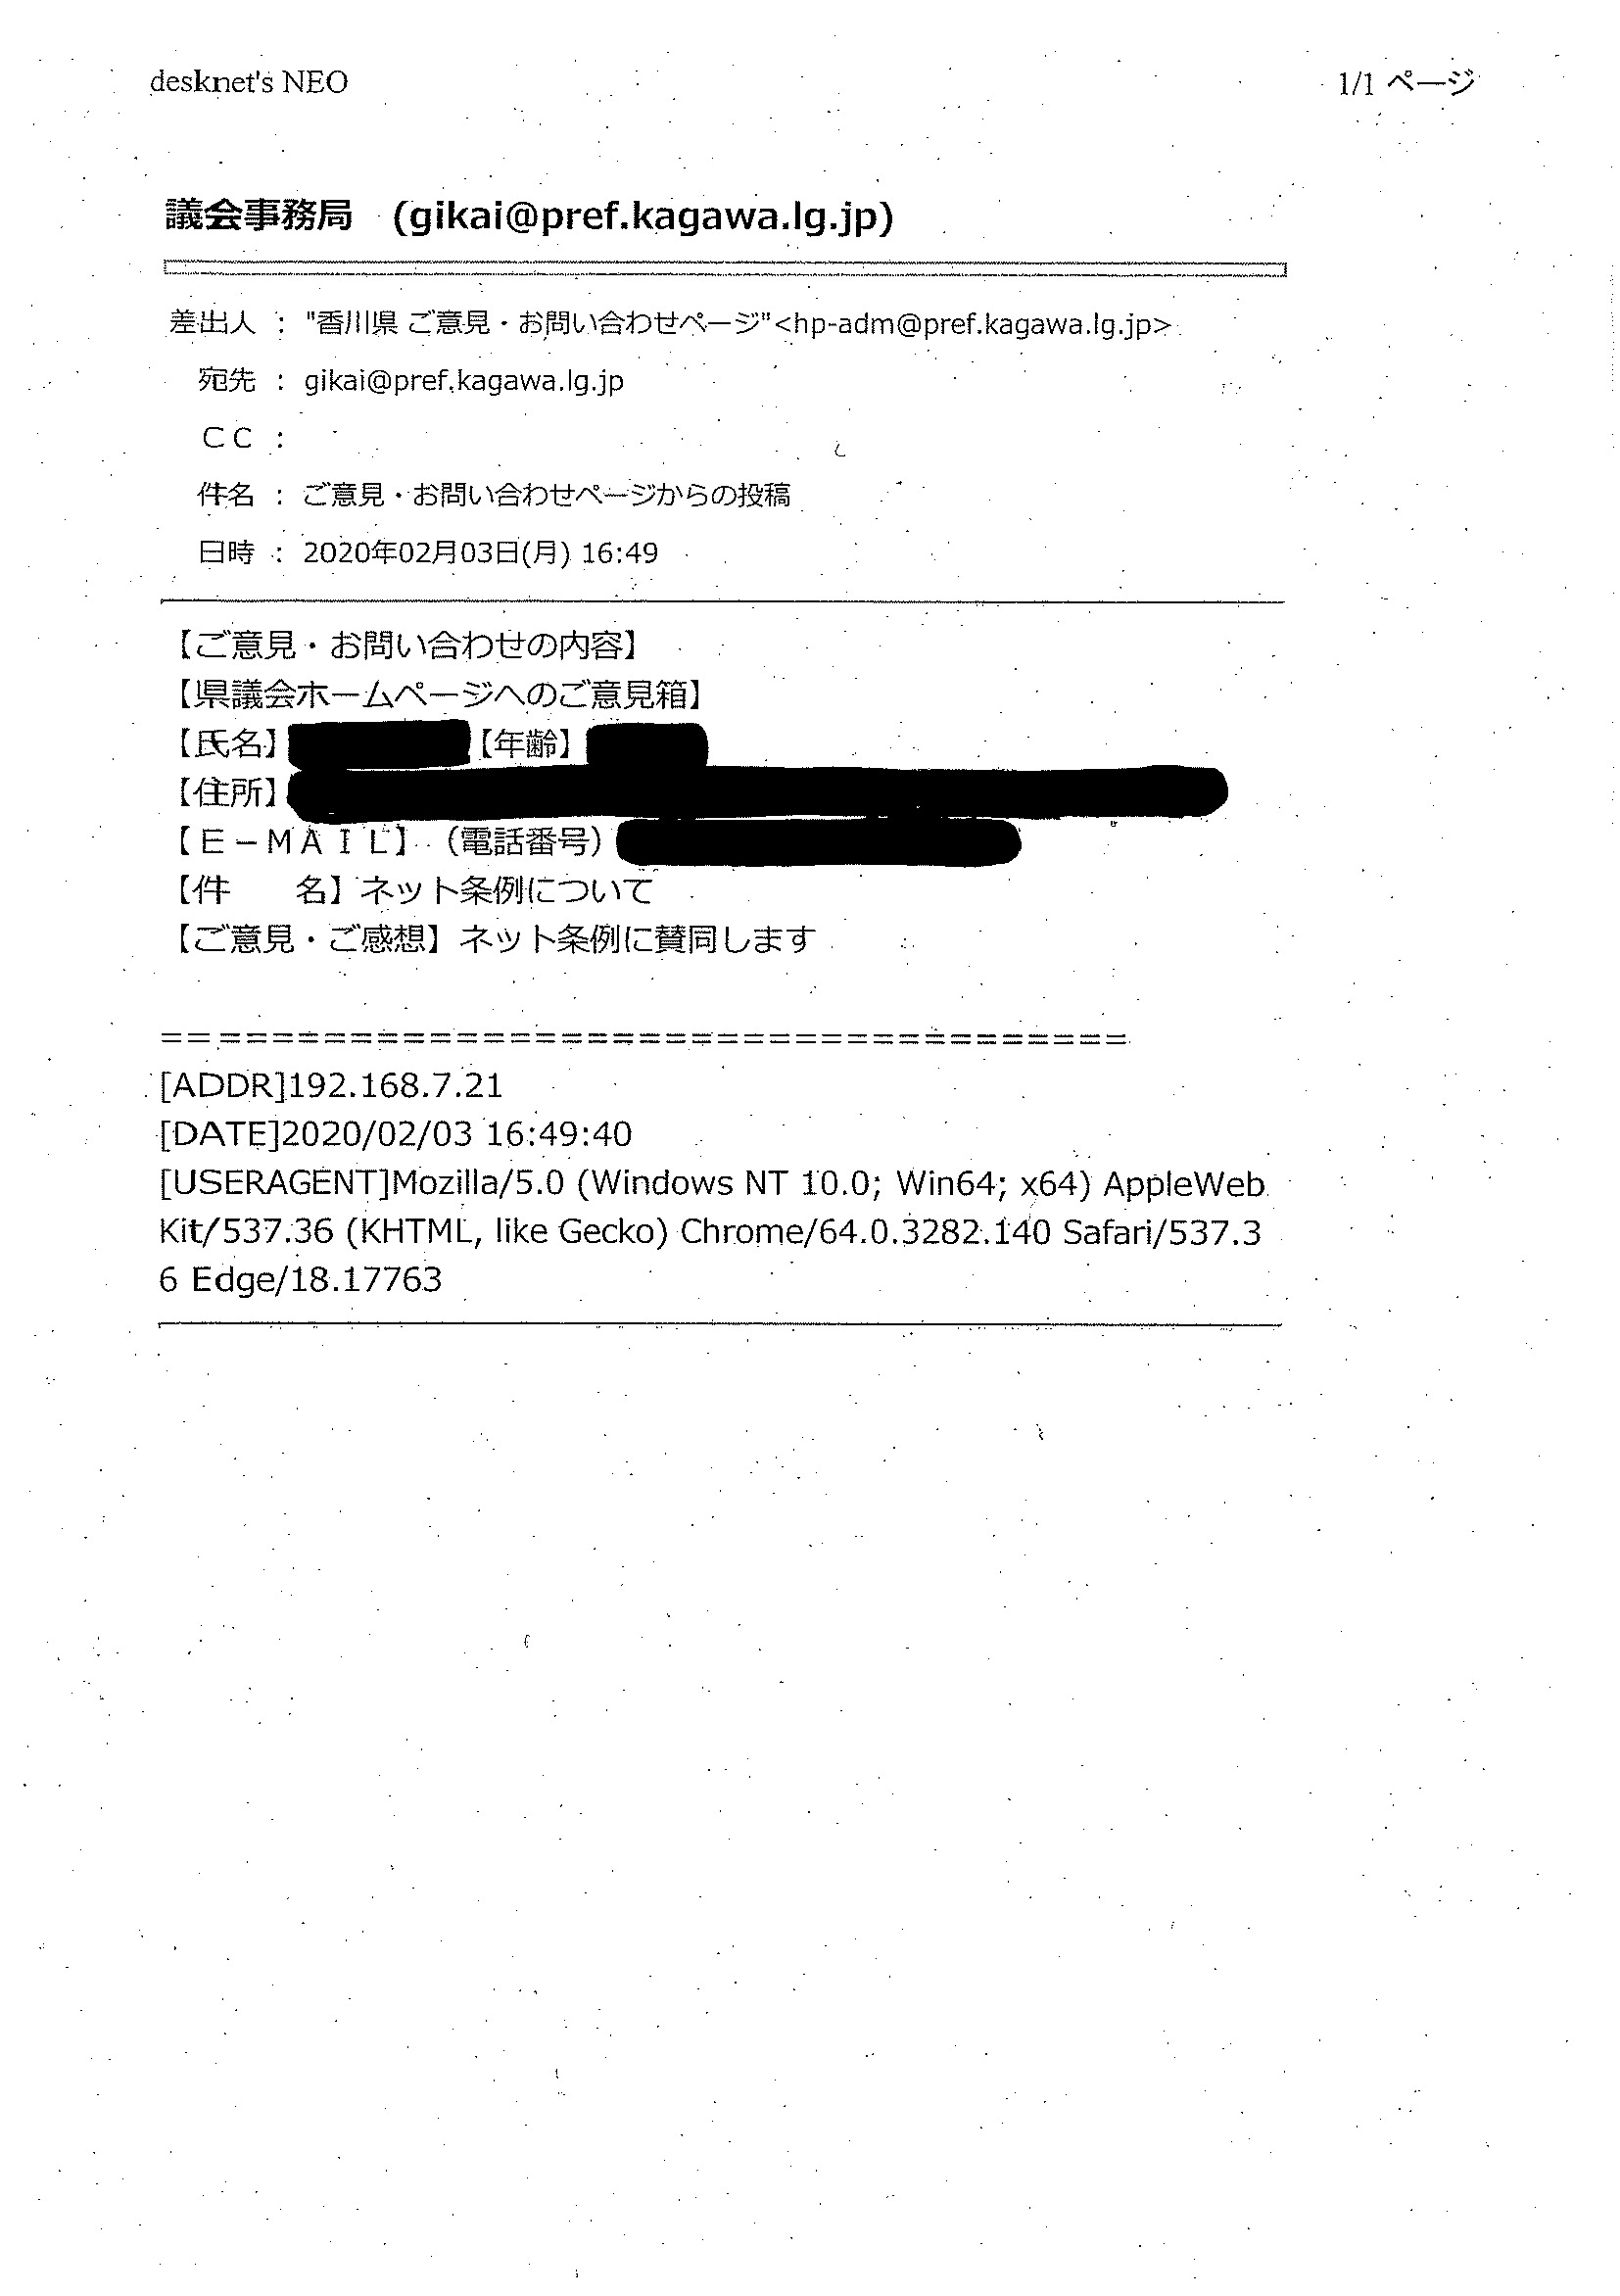 desknet's NEO
1/1 ページ
議会事務局 (gikai@pref.kagawa.lg.jp)
差出人 : "香川県 ご意見・お問い合わせページ"<hp-adm@pref.kagawa.lg.jp>
宛先 : gikai@pref.kagawa.lg.jp
ＣＣ :
件名 : ご意見・お問い合わせページからの投稿
日時 : 2020年02月03日(月) 16:49
【ご意見・お問い合わせの内容】
【県議会ホームページへのご意見箱】
【氏名】 【年齢】
【住所】
【Ｅ－ＭＡＩＬ】（電話番号）
【件　　名】ネット条例について
【ご意見・ご感想】ネット条例に賛同します
=====================================
[ADDR]192.168.7.21
[DATE]2020/02/03 16:49:40
[USERAGENT]Mozilla/5.0 (Windows NT 10.0; Win64; x64) AppleWeb
Kit/537.36 (KHTML, like Gecko) Chrome/64.0.3282.140 Safari/537.3
6 Edge/18.17763